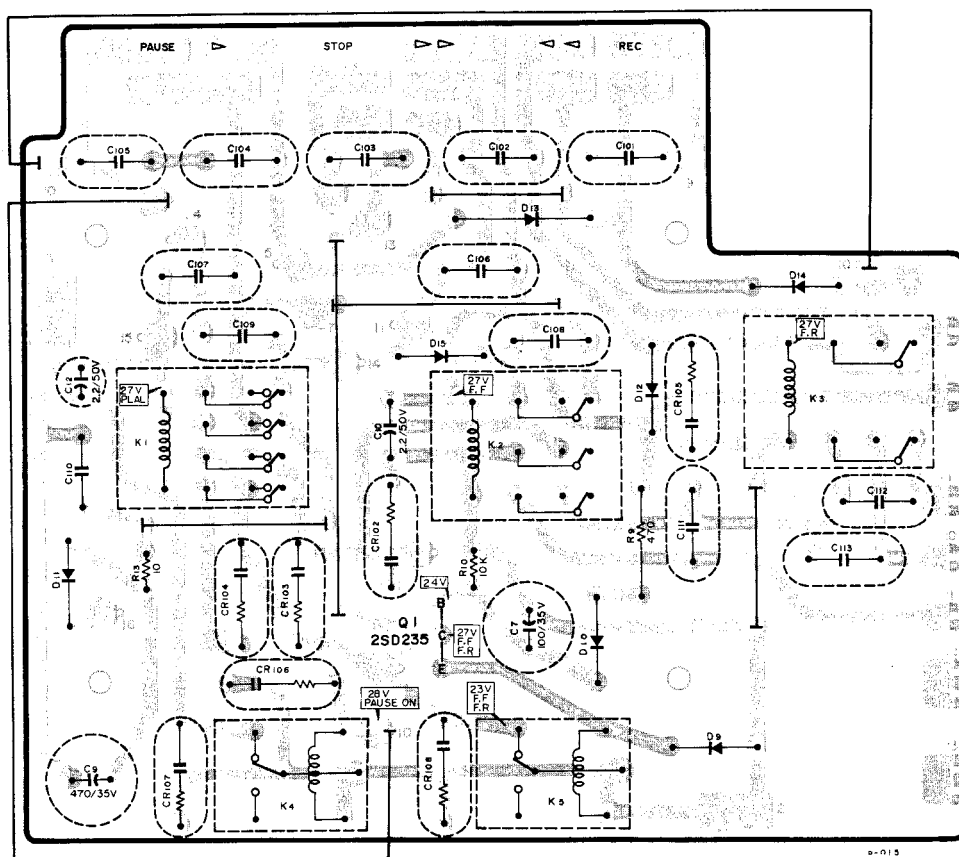 PAUSE STOP REC
C105 C104 C103 C102 C101
D13
C107 C106
D14
C109 C108
D15
27V
F.R
C12
2.2/50V
27V
PLAL
27V
F.F
D12
CR105
K3
K1
C10
2.2/50V
K2
C110
CR102
R9
470
C111
C112
C113
D11
R13
10
CR104
CR103
R10
10K
24V
B
Q1
2SD235
C
27V
F.F
F.R
E
C7
100/35V
D10
CR106
28V
PAUSE ON
23V
F.F
F.R
D9
C9
470/35V
CR107
K4
CR108
K5